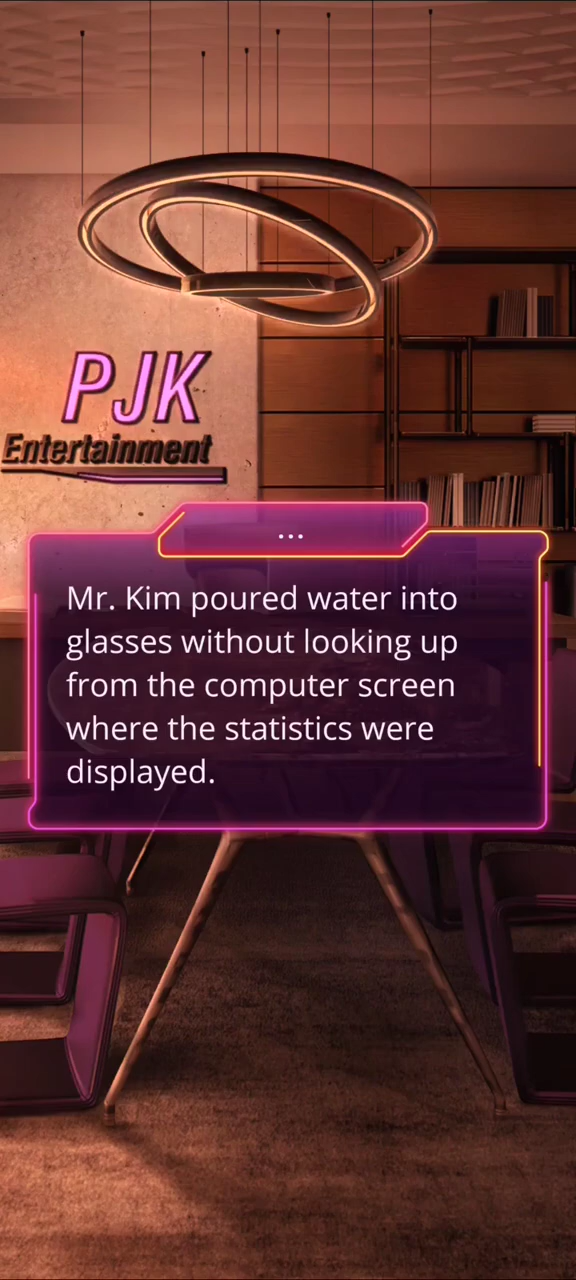 PJK
Entertainment
...
Mr. Kim poured water into
glasses without looking up
from the computer screen
where the statistics were
displayed.